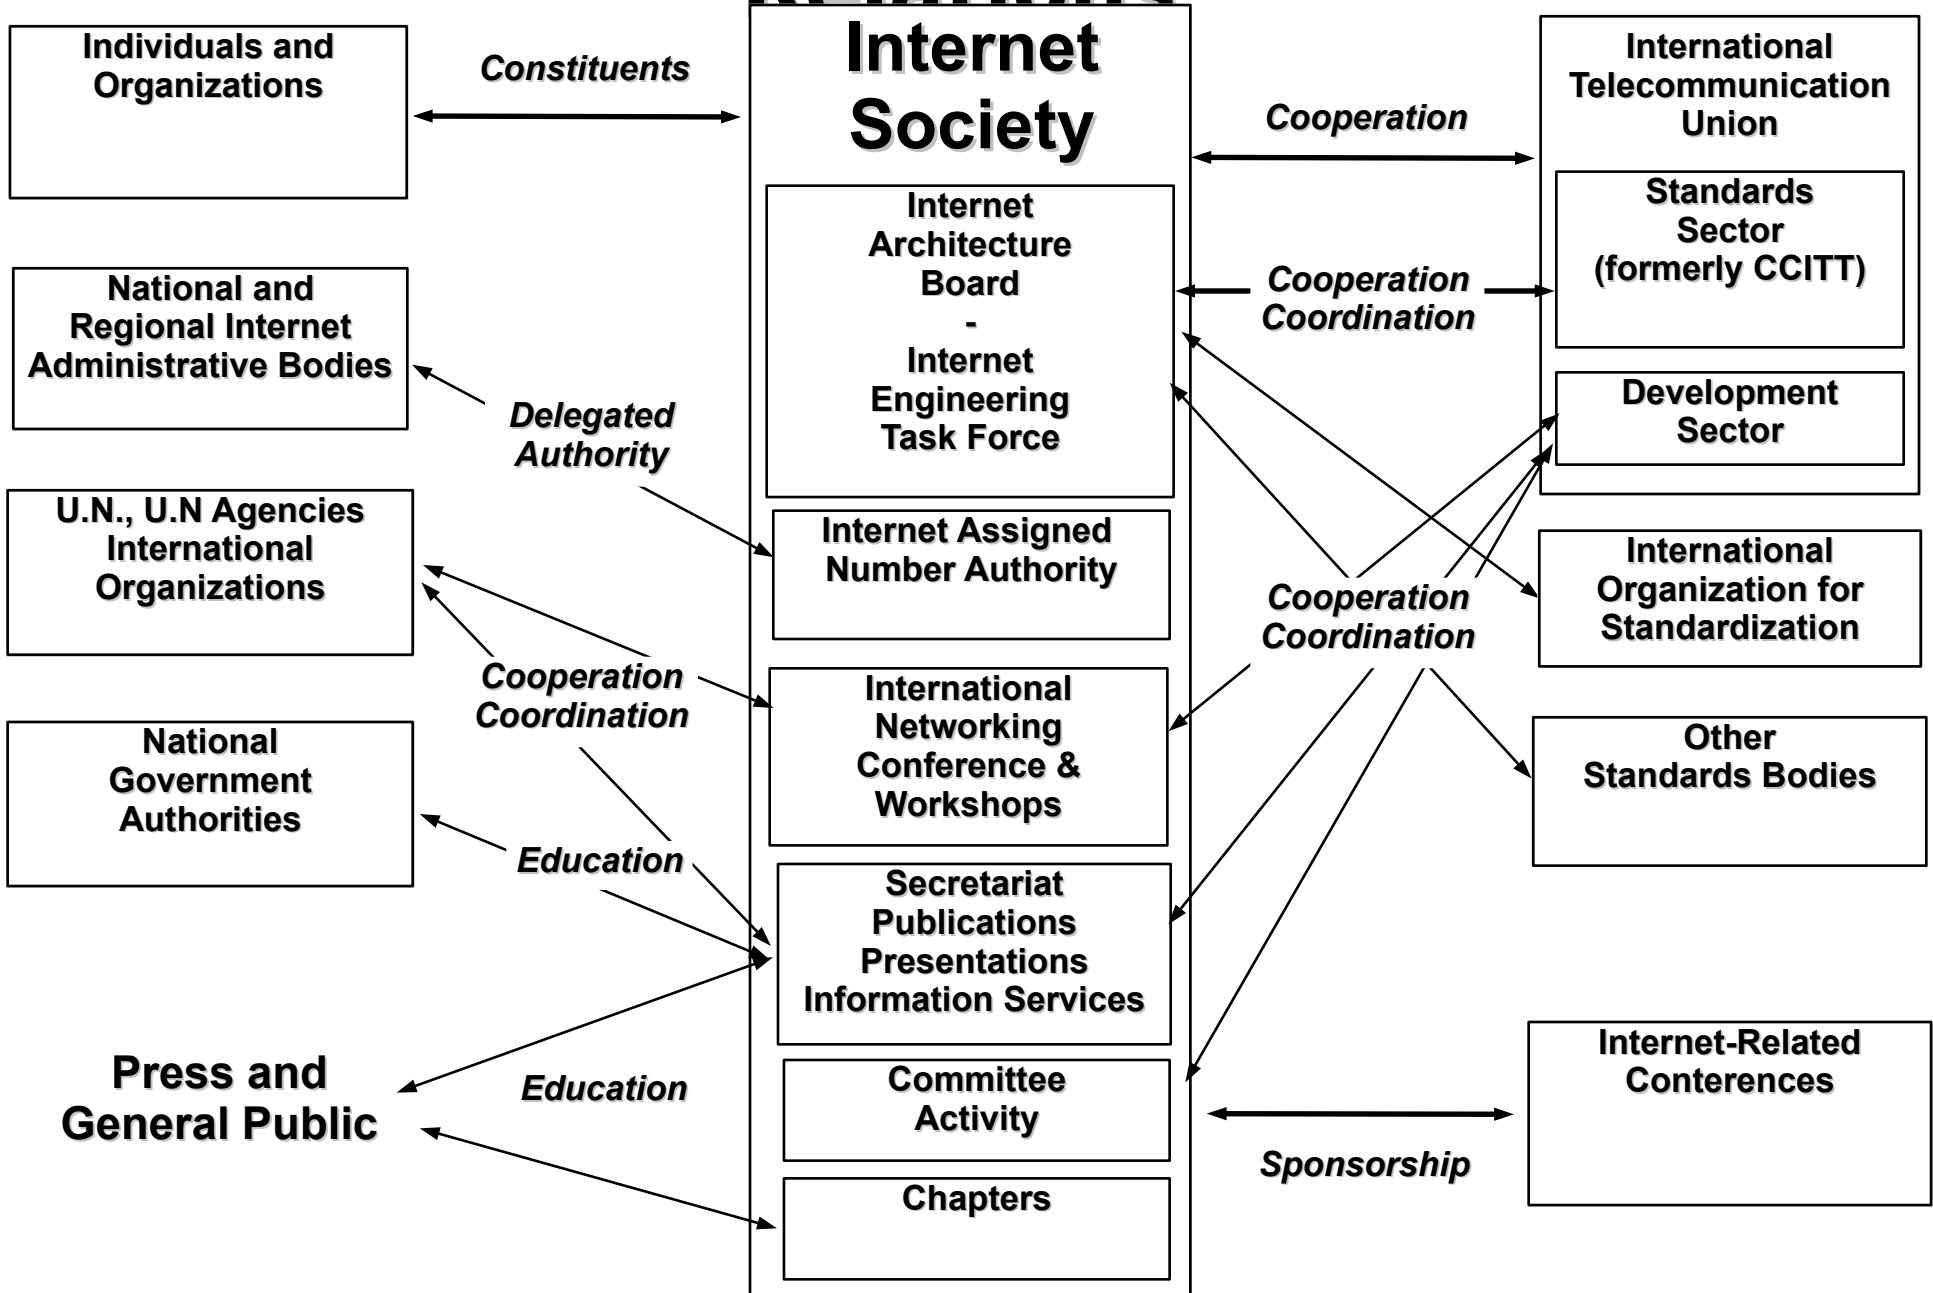 Relations
Individuals and
Organizations
Constituents
Internet
Society
Cooperation
International
Telecommunication
Union
Internet
Architecture
Board
-
Internet
Engineering
Task Force
Cooperation
Coordination
Standards
Sector
(formerly CCITT)
Development
Sector
National and
Regional Internet
Administrative Bodies
Delegated
Authority
Internet Assigned
Number Authority
U.N., U.N Agencies
International
Organizations
Cooperation
Coordination
International
Networking
Conference &
Workshops
Cooperation
Coordination
International
Organization for
Standardization
Other
Standards Bodies
National
Government
Authorities
Education
Secretariat
Publications
Presentations
Information Services
Press and
General Public
Education
Committee
Activity
Chapters
Sponsorship
Internet-Related
Conterences